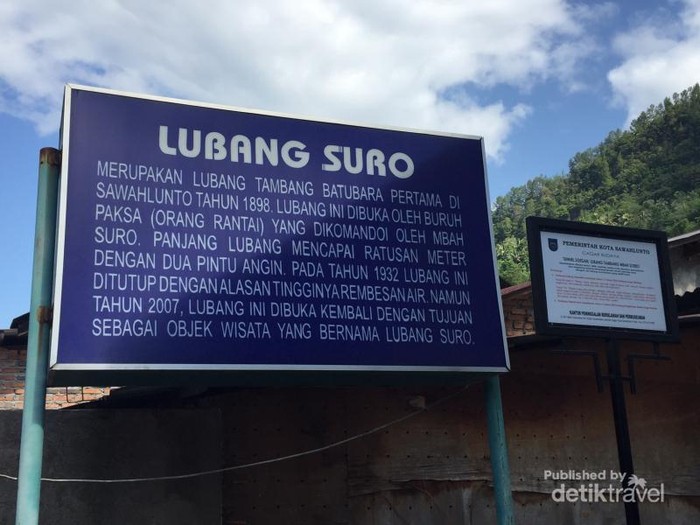 LUBANG SURO
MERUPAKAN LUBANG TAMBANG BATUBARA PERTAMA DI
SAWAHLUNTO TAHUN 1898. LUBANG INI DIBUKA OLEH BURUH
PAKSA (ORANG RANTAI) YANG DIKOMANDOI OLEH MBAH
SURO. PANJANG LUBANG MENCAPAI RATUSAN METER
DENGAN DUA PINTU ANGIN. PADA TAHUN 1932 LUBANG INI
DITUTUP DENGAN ALASAN TINGGINYA REMBESAN AIR. NAMUN
TAHUN 2007, LUBANG INI DIBUKA KEMBALI DENGAN TUJUAN
SEBAGAI OBJEK WISATA YANG BERNAMA LUBANG SURO.
PEMERINTAH KOTA SAWAHLUNTO
Published By
detiktravel